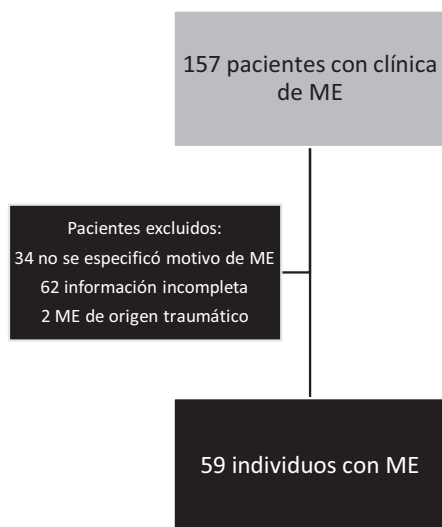 157 pacientes con clínica
de ME
Pacientes excluidos:
34 no se especificó motivo de ME
62 información incompleta
2 ME de origen traumático
59 individuos con ME